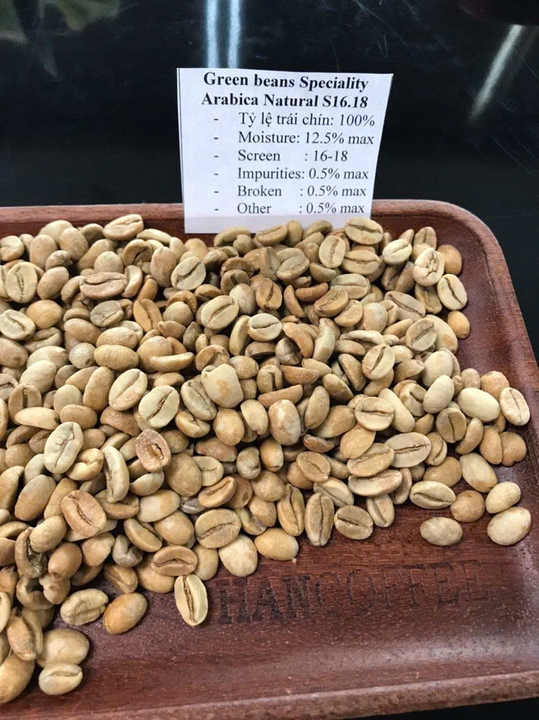 Green beans Speciality
Arabica Natural S16.18
- Tỷ lệ trái chín: 100%
- Moisture: 12.5% max
- Screen : 16-18
- Impurities: 0.5% max
- Broken : 0.5% max
- Other : 0.5% max
HANCOFFEE